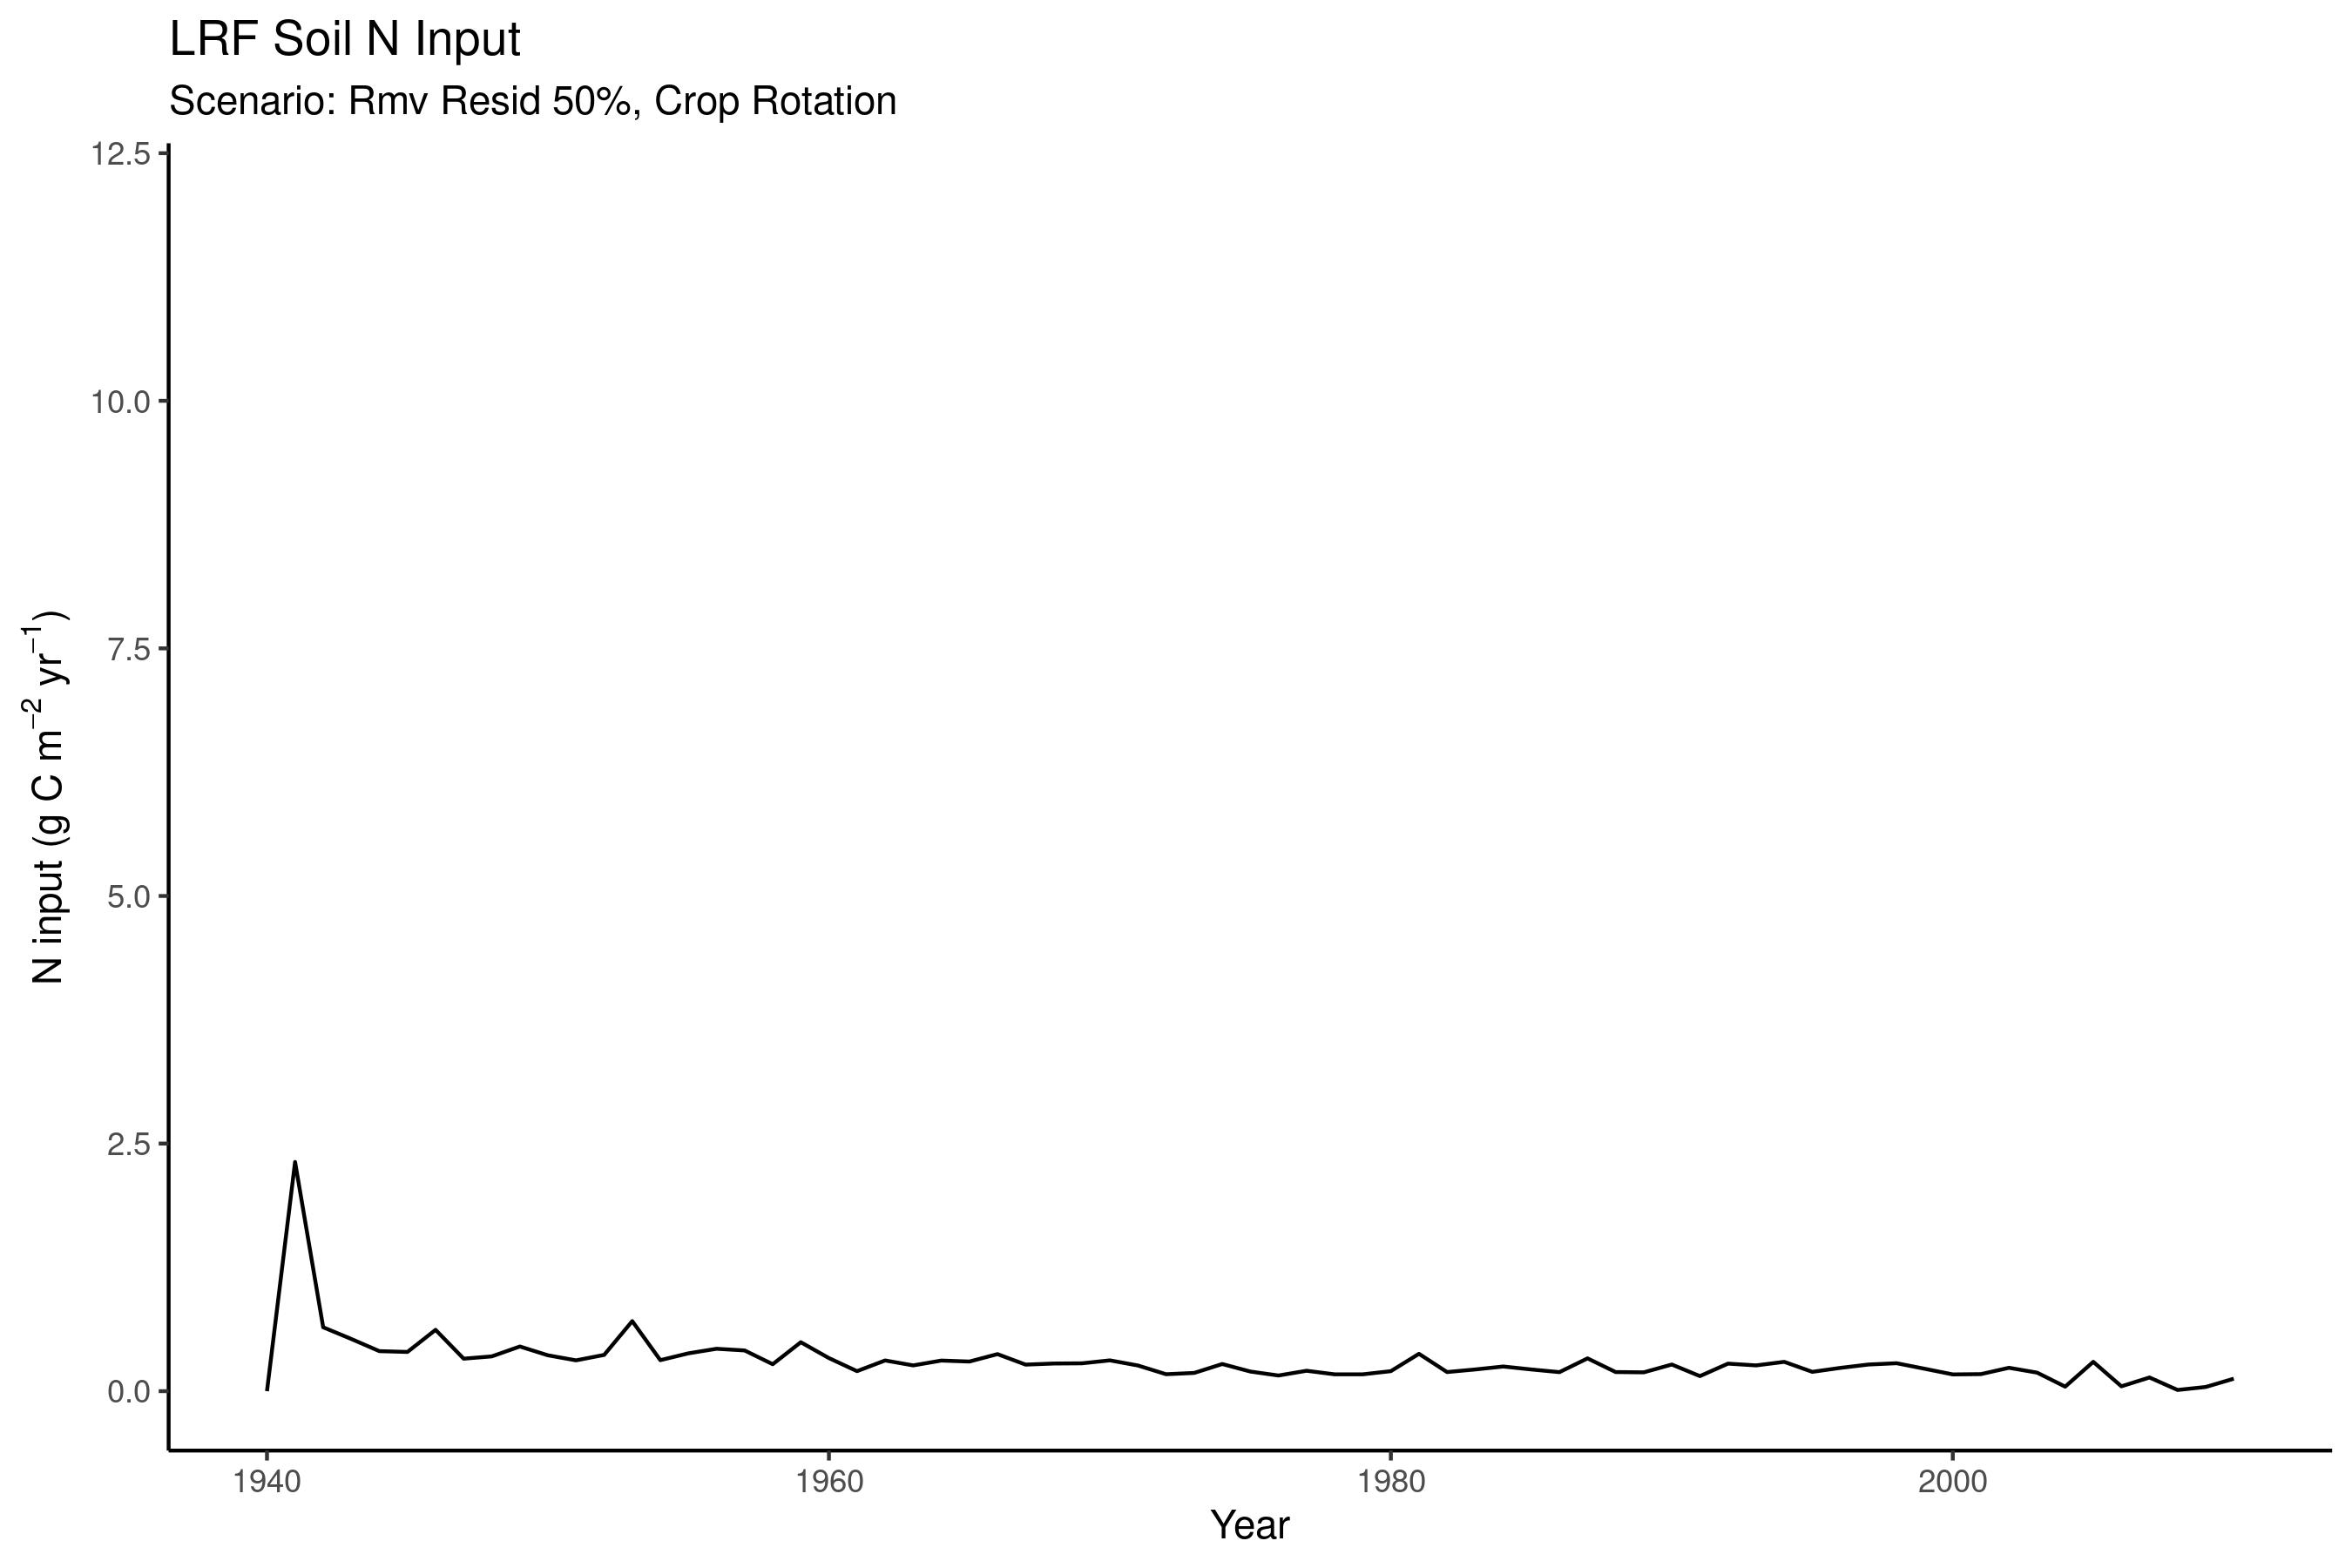 LRF Soil N Input
Scenario: Rmv Resid 50%, Crop Rotation
12.5
10.0
7.5
5.0
2.5
0.0
N input (g C m⁻² yr⁻¹)
1940 1960 1980 2000
Year